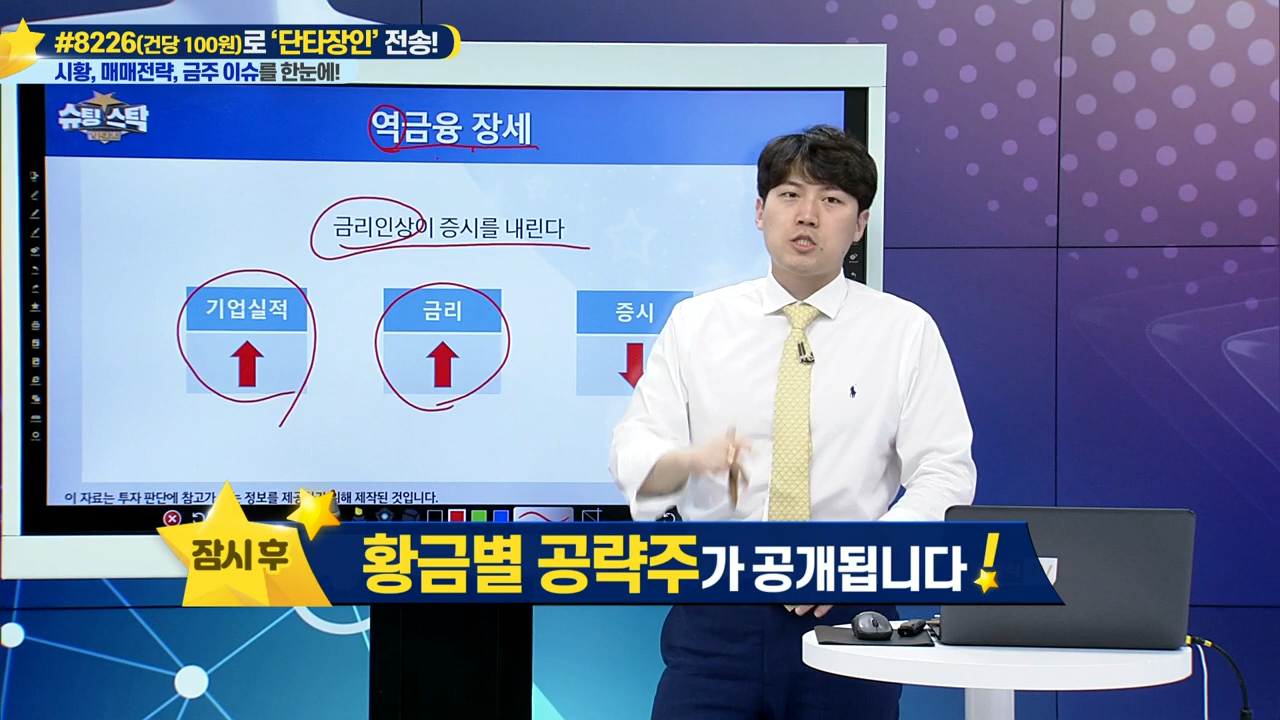 #8226(건당 100원)로 ‘단타장인’ 전송!
시황, 매매전략, 금주 이슈를 한눈에!
슈팅 스탁
역금융 장세
금리인상이 증시를 내린다
기업실적
금리
증시
이 자료는 투자 판단에 참고가 정보를 제공 위해 제작된 것입니다.
잠시 후
황금별 공략주가 공개됩니다!